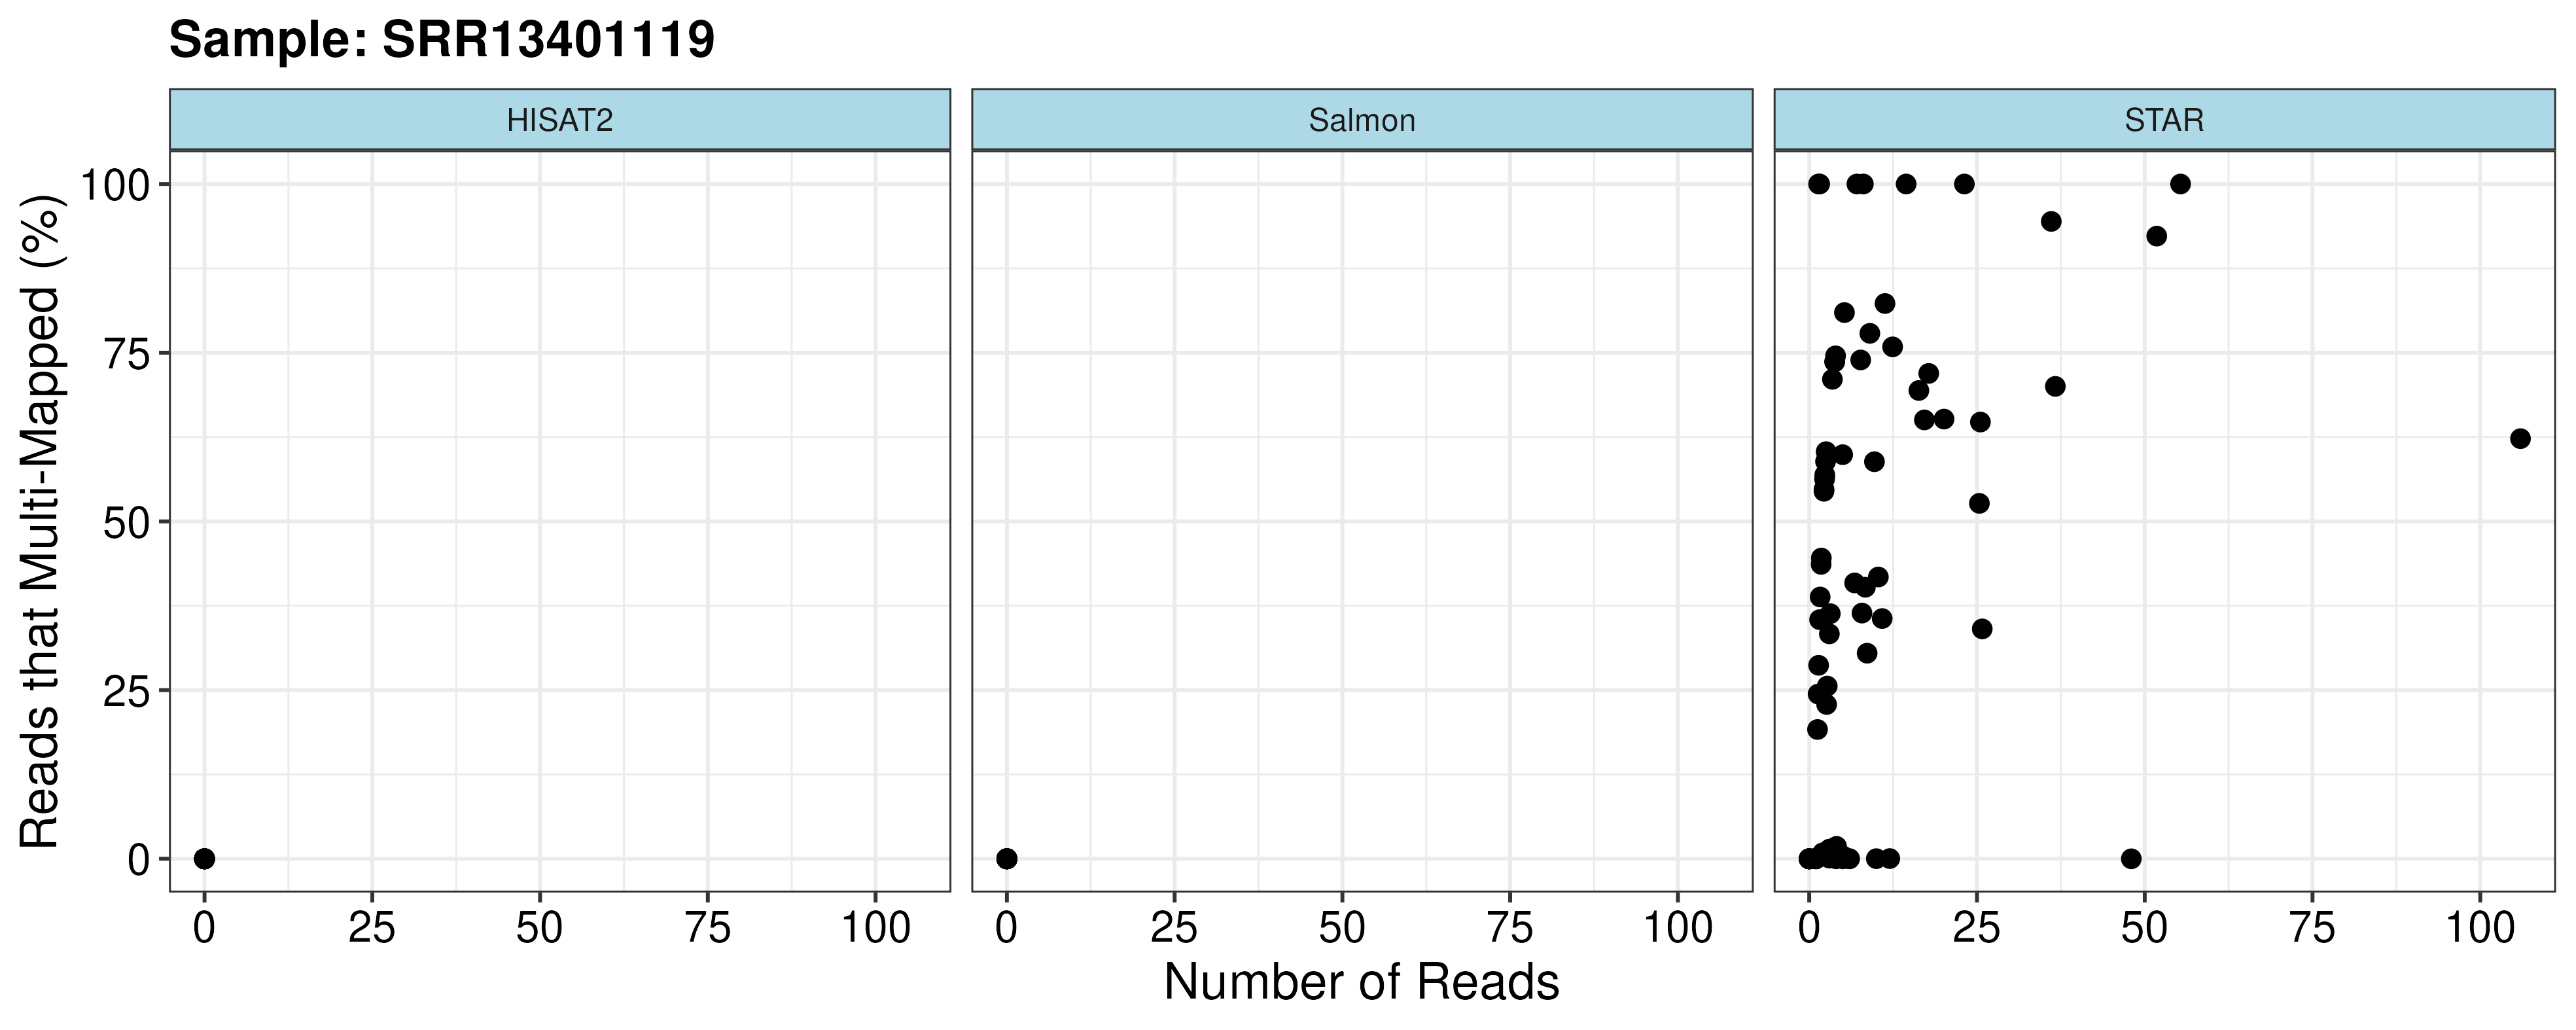 Sample: SRR13401119
HISAT2
Salmon
STAR
Reads that Multi-Mapped (%)
100
75
50
25
0
0 25 50 75 100
0 25 50 75 100
0 25 50 75 100
Number of Reads